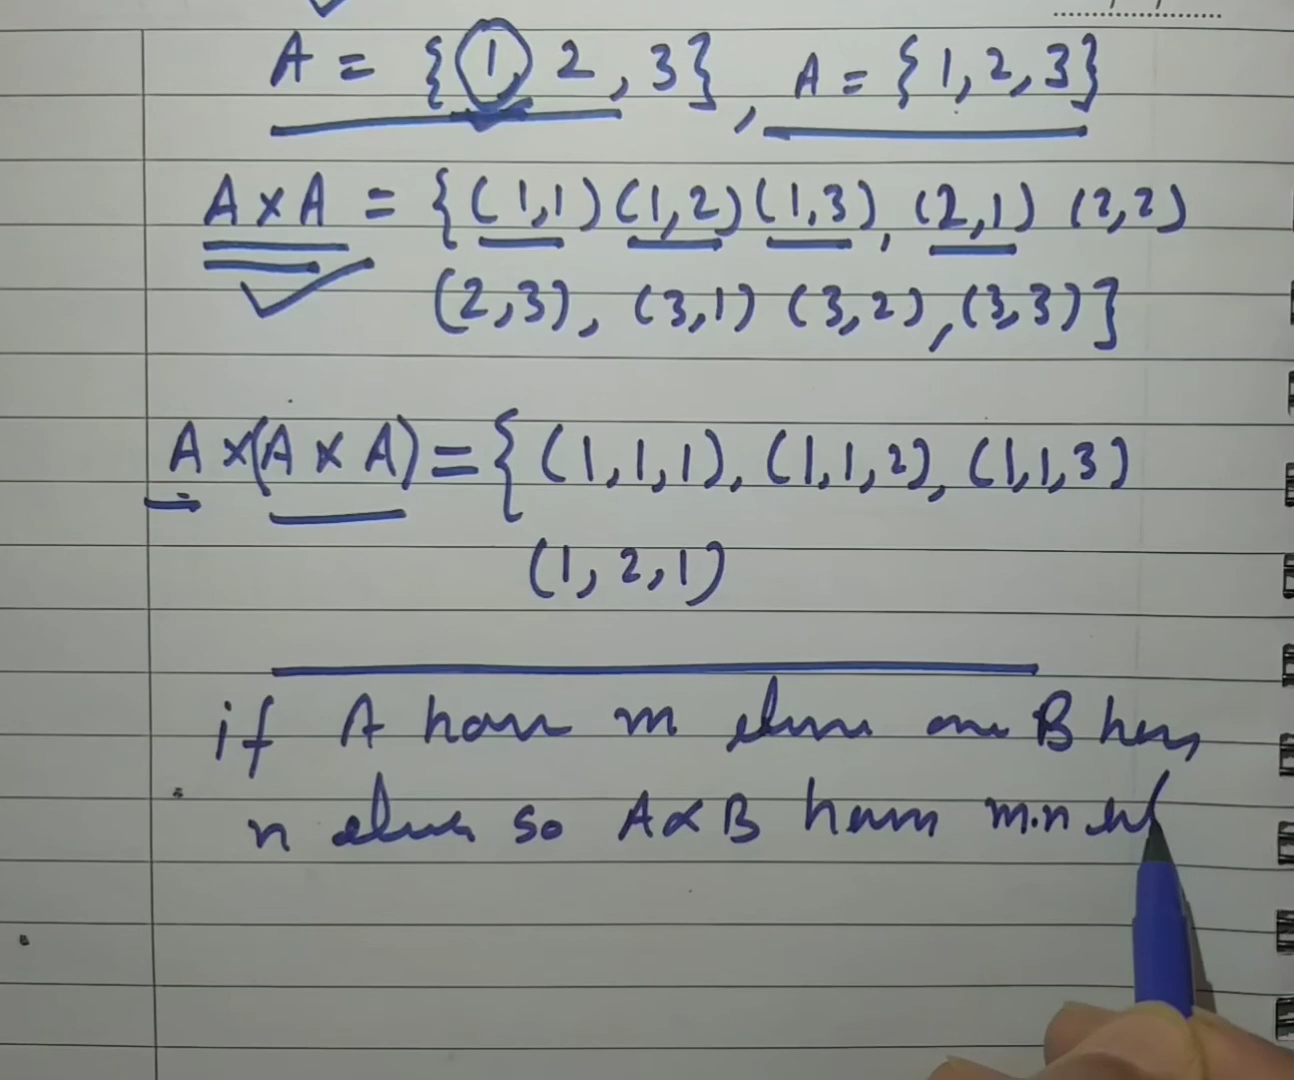 A = {1 2, 3}, A = {1,2,3}
A×A = {(1,1)(1,2)(1,3),(2,1)(2,2)
(2,3), (3,1)(3,2),(3,3)}
A×(A×A) = {(1,1,1),(1,1,2),(1,1,3)
(1,2,1)
if A have m B has
n so A×B m.n